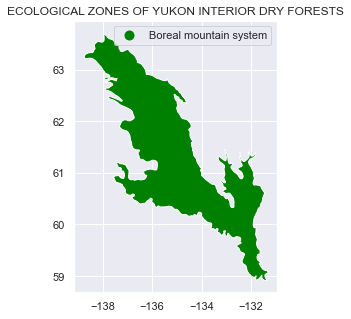 ECOLOGICAL ZONES OF YUKON INTERIOR DRY FORESTS
Boreal mountain system
63
62
61
60
59
−138 −136 −134 −132